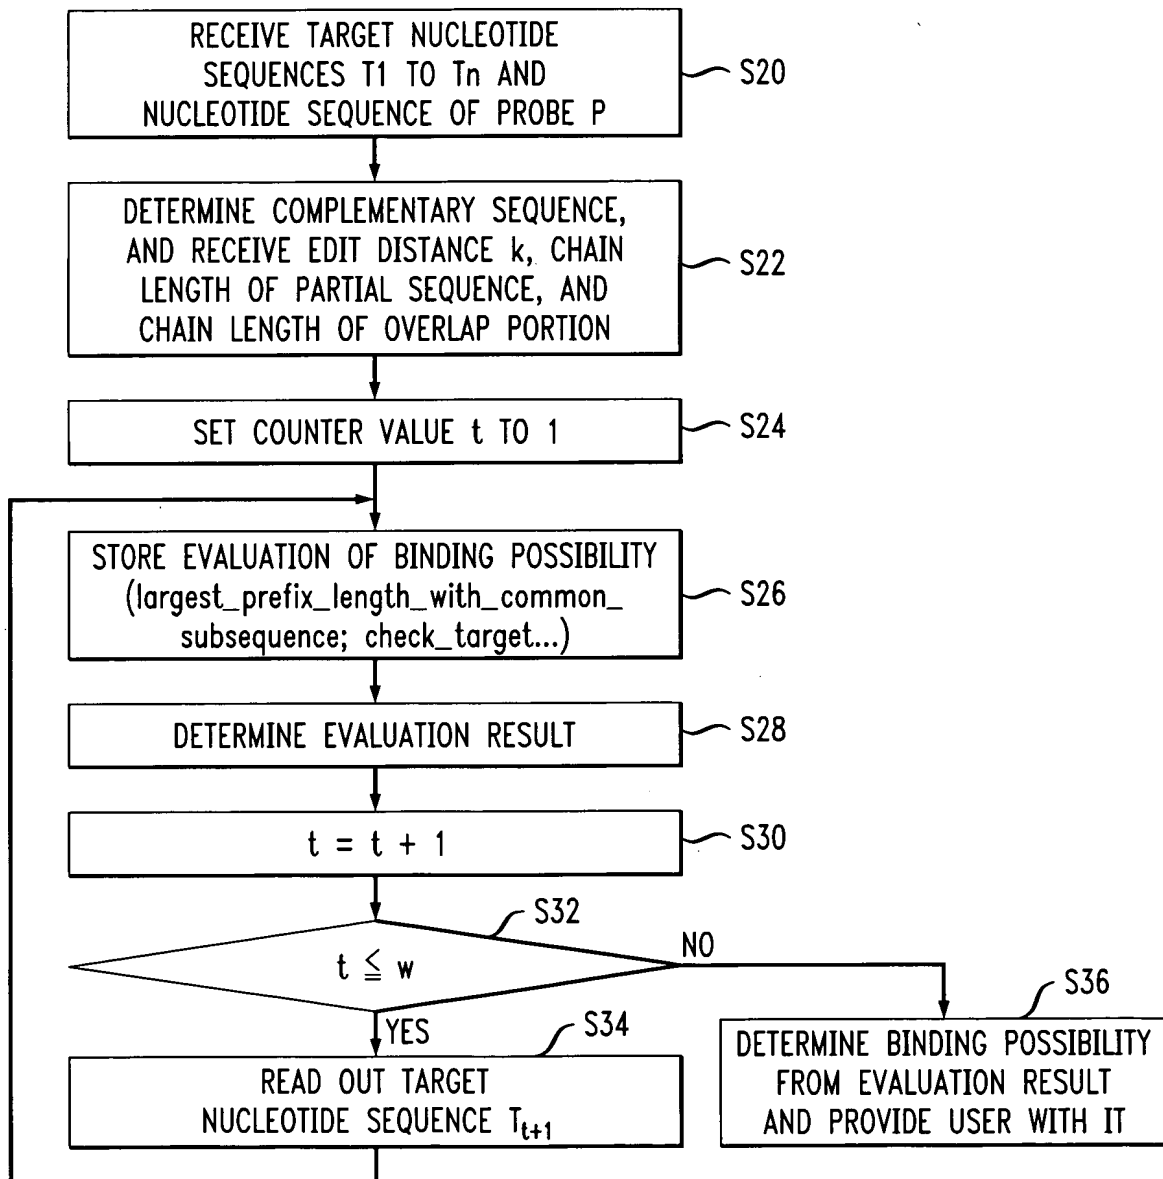 RECEIVE TARGET NUCLEOTIDE
SEQUENCES T1 TO Tn AND
NUCLEOTIDE SEQUENCE OF PROBE P
S20
DETERMINE COMPLEMENTARY SEQUENCE,
AND RECEIVE EDIT DISTANCE k, CHAIN
LENGTH OF PARTIAL SEQUENCE, AND
CHAIN LENGTH OF OVERLAP PORTION
S22
SET COUNTER VALUE t TO 1
S24
STORE EVALUATION OF BINDING POSSIBILITY
(largest_prefix_length_with_common_
subsequence; check_target...)
S26
DETERMINE EVALUATION RESULT
S28
t = t + 1
S30
S32
t ≦ w
NO
YES
S34
READ OUT TARGET
NUCLEOTIDE SEQUENCE Tt+1
S36
DETERMINE BINDING POSSIBILITY
FROM EVALUATION RESULT
AND PROVIDE USER WITH IT